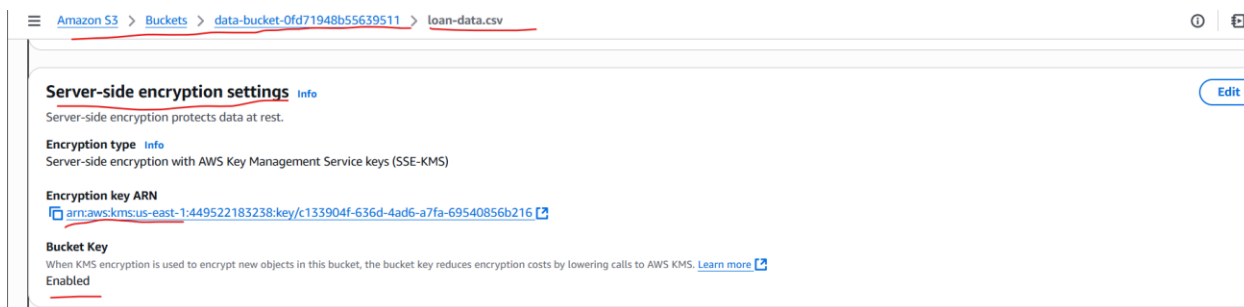 Amazon S3 > Buckets > data-bucket-0fd71948b55639511 > loan-data.csv
Server-side encryption settings Info
Edit
Server-side encryption protects data at rest.
Encryption type Info
Server-side encryption with AWS Key Management Service keys (SSE-KMS)
Encryption key ARN
arn:aws:kms:us-east-1:449522183238:key/c133904f-636d-4ad6-a7fa-69540856b216
Bucket Key
When KMS encryption is used to encrypt new objects in this bucket, the bucket key reduces encryption costs by lowering calls to AWS KMS. Learn more
Enabled